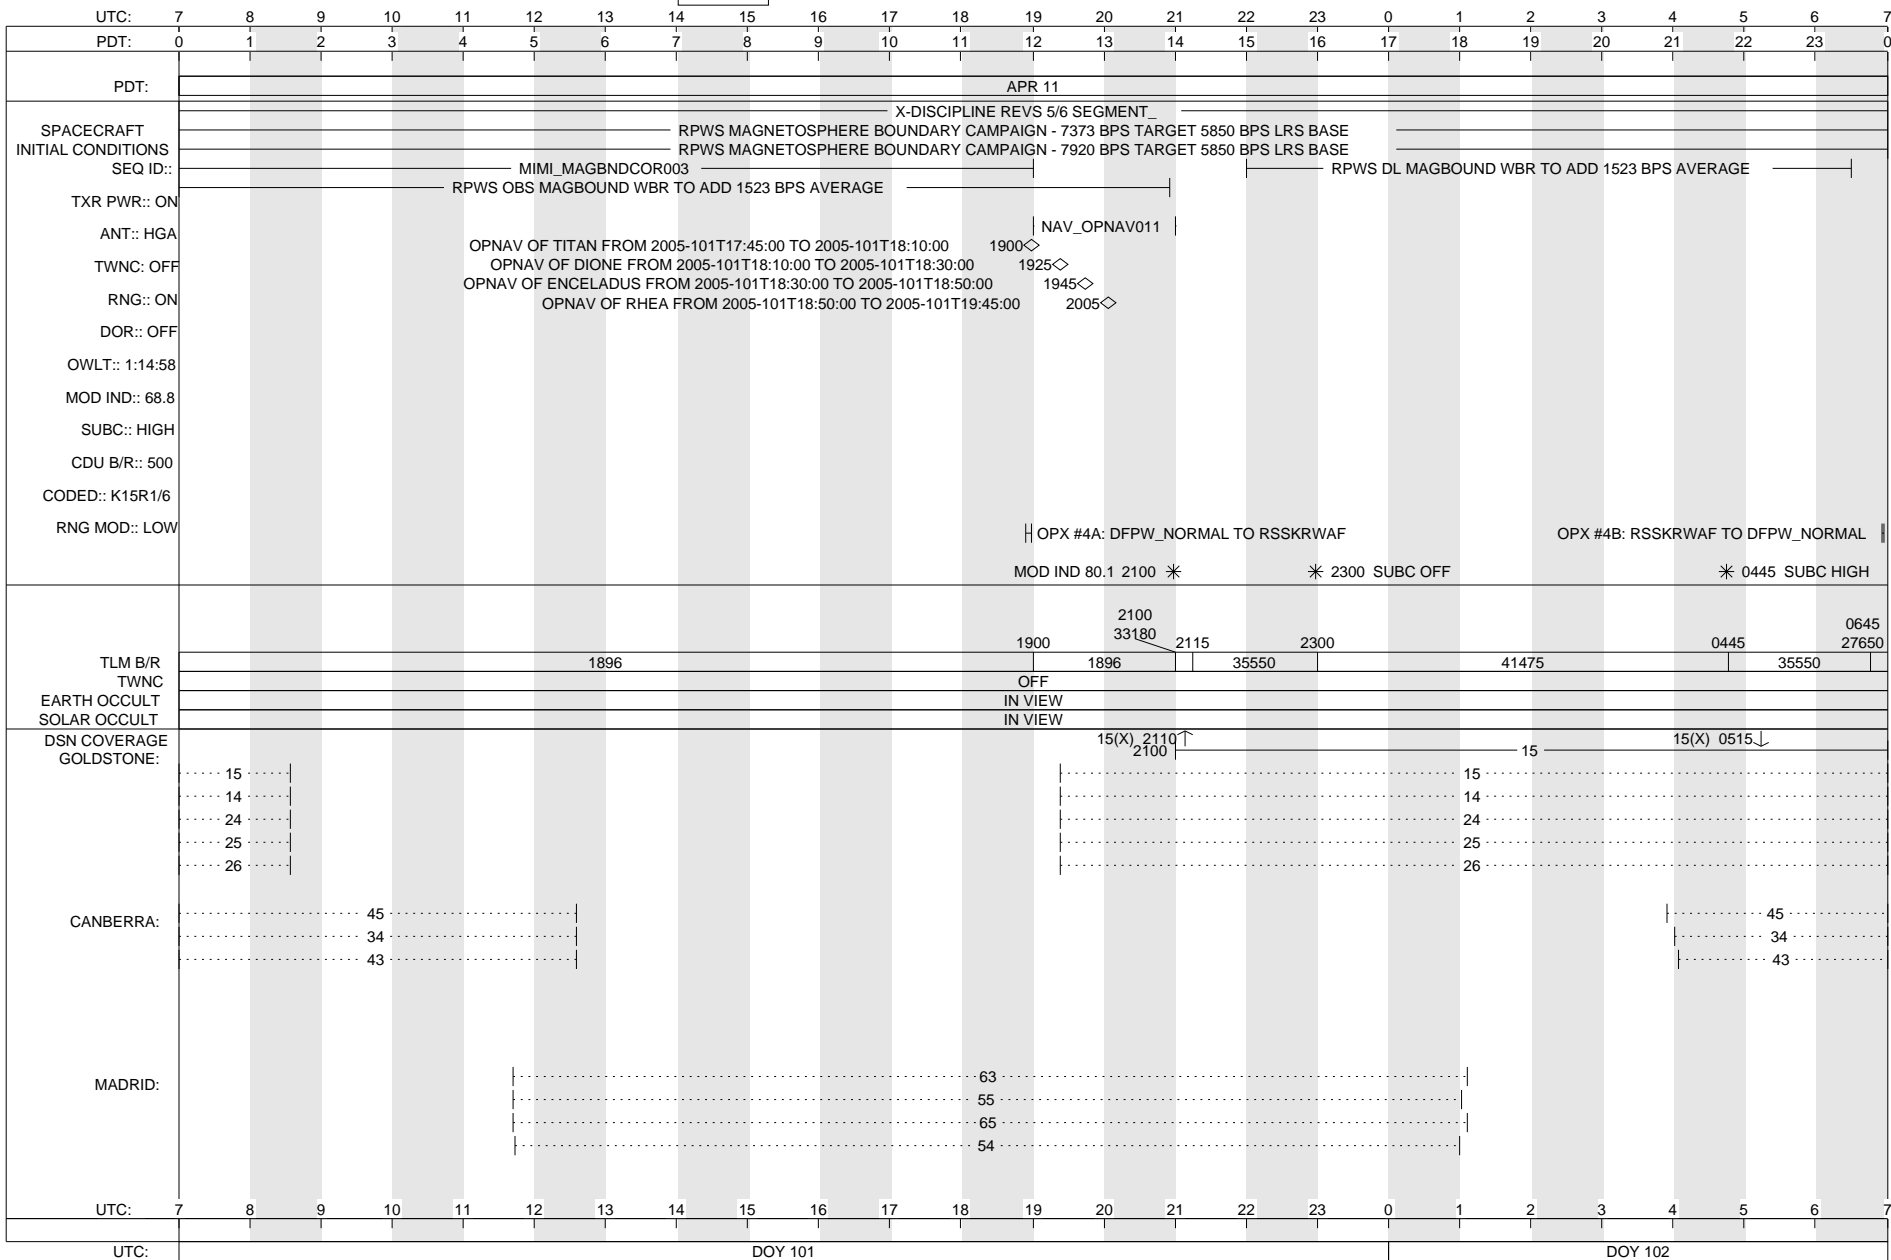 UTC: 7 8 9 10 11 12 13 14 15 16 17 18 19 20 21 22 23 0 1 2 3 4 5 6 7
PDT: 0 1 2 3 4 5 6 7 8 9 10 11 12 13 14 15 16 17 18 19 20 21 22 23 0
PDT: APR 11
X-DISCIPLINE REVS 5/6 SEGMENT_
SPACECRAFT RPWS MAGNETOSPHERE BOUNDARY CAMPAIGN - 7373 BPS TARGET 5850 BPS LRS BASE
INITIAL CONDITIONS RPWS MAGNETOSPHERE BOUNDARY CAMPAIGN - 7920 BPS TARGET 5850 BPS LRS BASE
SEQ ID:: MIMI_MAGBNDCOR003 RPWS DL MAGBOUND WBR TO ADD 1523 BPS AVERAGE
RPWS OBS MAGBOUND WBR TO ADD 1523 BPS AVERAGE
TXR PWR:: ON
ANT:: HGA NAV_OPNAV011
OPNAV OF TITAN FROM 2005-101T17:45:00 TO 2005-101T18:10:00 1900
TWNC: OFF OPNAV OF DIONE FROM 2005-101T18:10:00 TO 2005-101T18:30:00 1925
OPNAV OF ENCELADUS FROM 2005-101T18:30:00 TO 2005-101T18:50:00 1945
RNG:: ON OPNAV OF RHEA FROM 2005-101T18:50:00 TO 2005-101T19:45:00 2005
DOR:: OFF
OWLT:: 1:14:58
MOD IND:: 68.8
SUBC:: HIGH
CDU B/R:: 500
CODED:: K15R1/6
RNG MOD:: LOW OPX #4A: DFPW_NORMAL TO RSSKRWAF OPX #4B: RSSKRWAF TO DFPW_NORMAL
MOD IND 80.1 2100 2300 SUBC OFF 0445 SUBC HIGH
2100 0645
1900 33180 2115 2300 0445 27650
TLM B/R 1896 1896 35550 41475 35550
TWNC OFF
EARTH OCCULT IN VIEW
SOLAR OCCULT IN VIEW
DSN COVERAGE 15(X) 2110 15(X) 0515
GOLDSTONE: 2100 15
15 15
14 14
24 24
25 25
26 26
CANBERRA: 45 45
34 34
43 43
MADRID: 63
55
65
54
UTC: 7 8 9 10 11 12 13 14 15 16 17 18 19 20 21 22 23 0 1 2 3 4 5 6 7
UTC: DOY 101 DOY 102